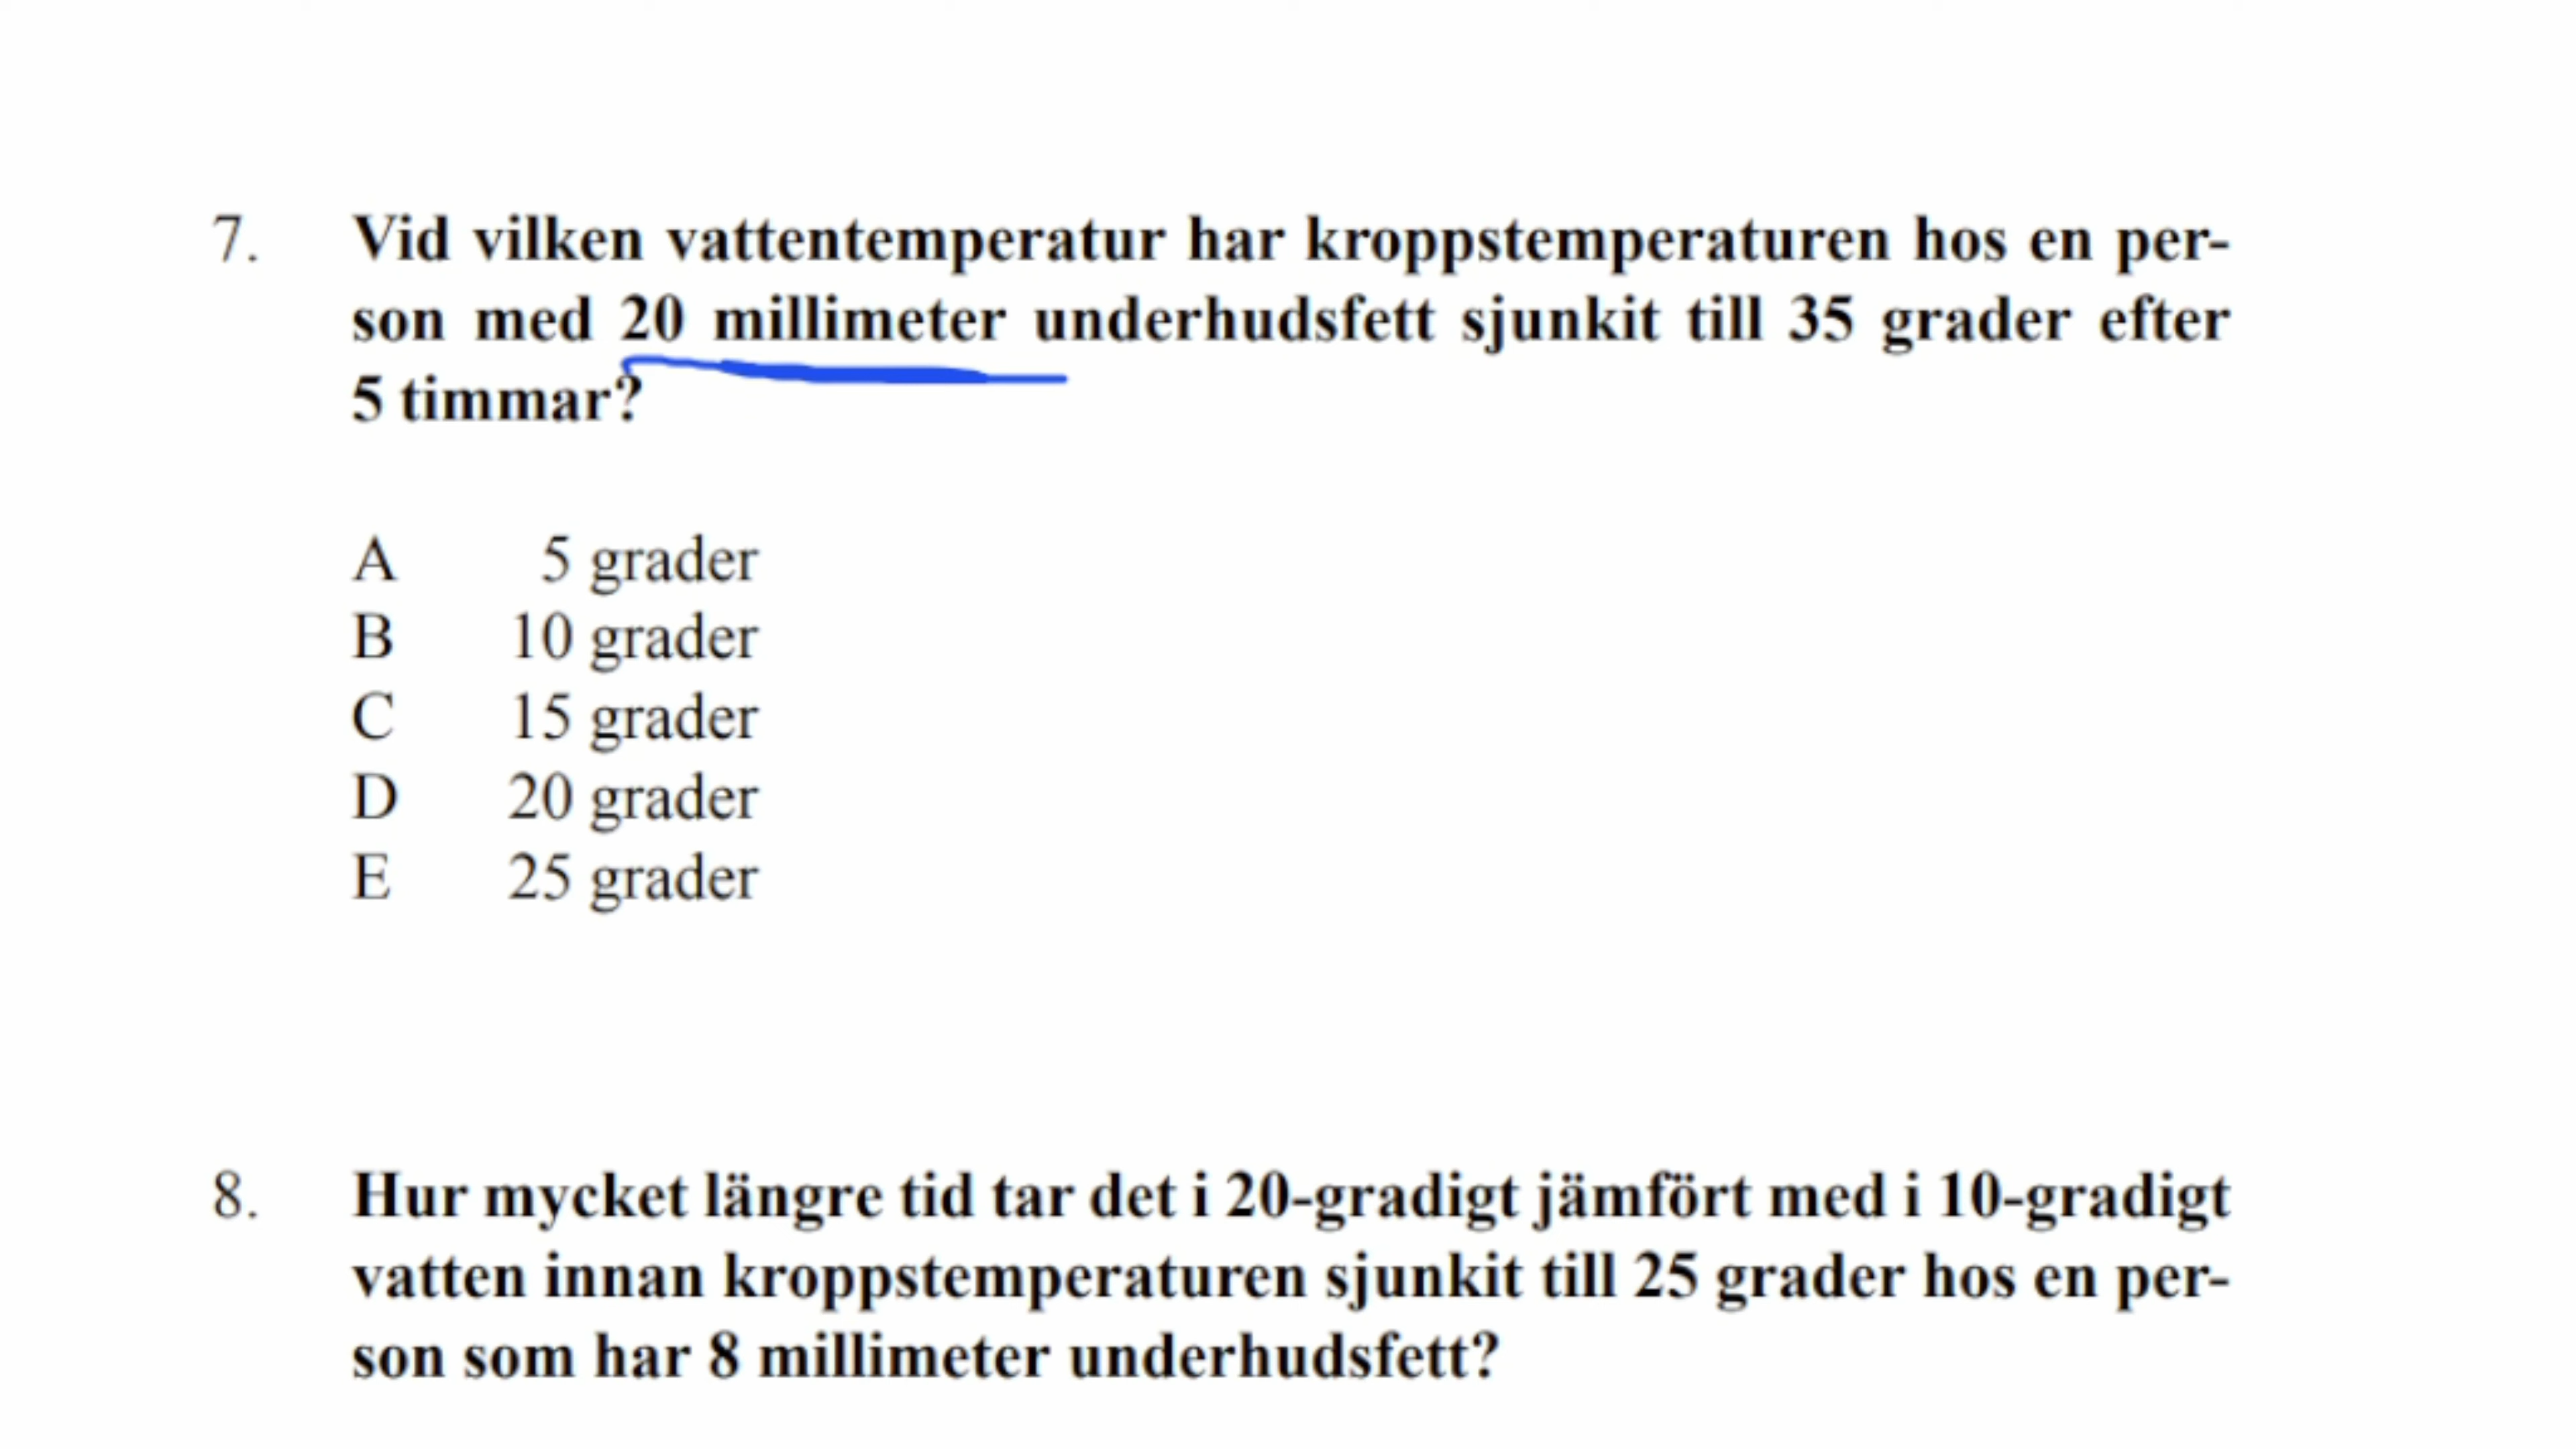 7. Vid vilken vattentemperatur har kroppstemperaturen hos en per-
son med 20 millimeter underhudsfett sjunkit till 35 grader efter
5 timmar?
A 5 grader
B 10 grader
C 15 grader
D 20 grader
E 25 grader
8. Hur mycket längre tid tar det i 20-gradigt jämfört med i 10-gradigt
vatten innan kroppstemperaturen sjunkit till 25 grader hos en per-
son som har 8 millimeter underhudsfett?